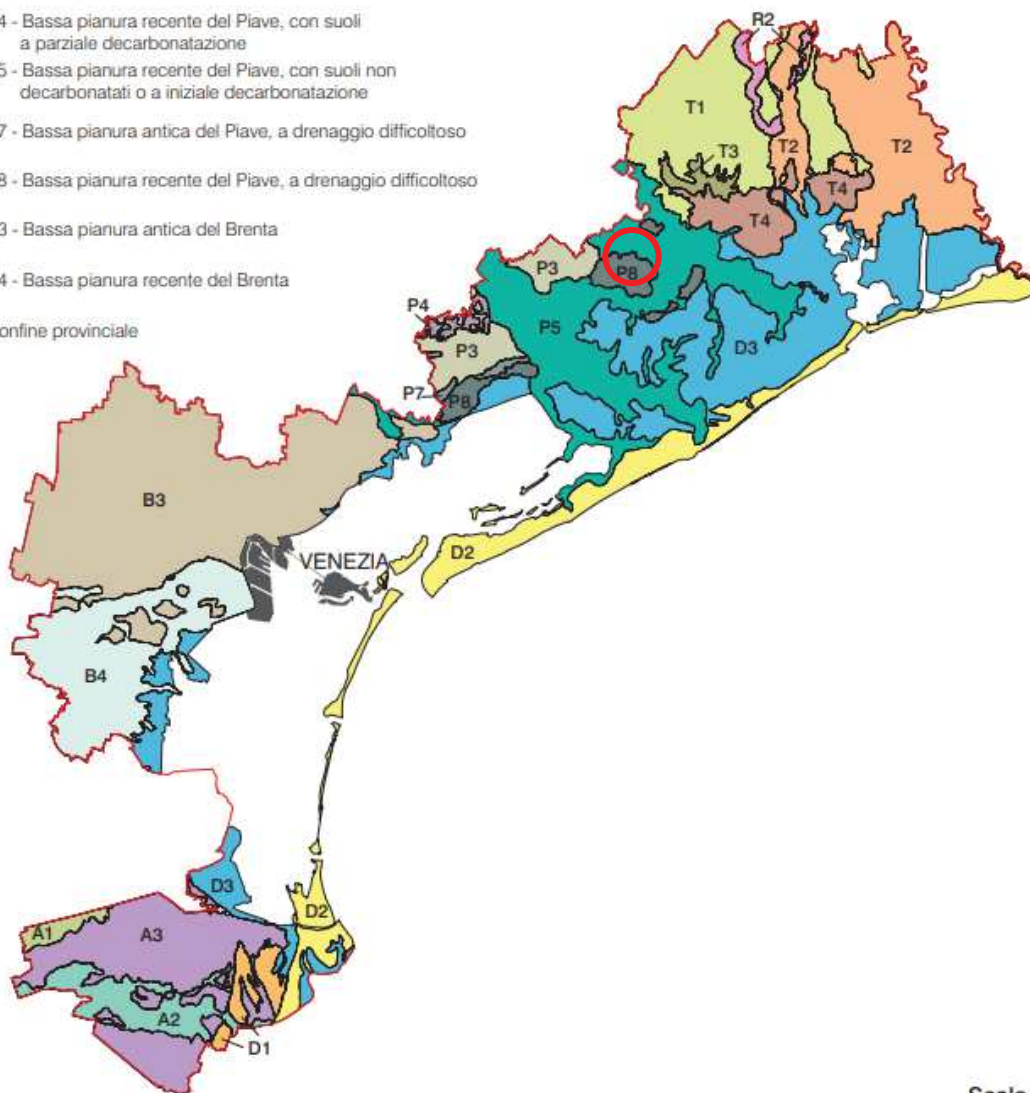 4 - Bassa pianura recente del Piave, con suoli
a parziale decarbonatazione
5 - Bassa pianura recente del Piave, con suoli non
decarbonatati o a iniziale decarbonatazione
7 - Bassa pianura antica del Piave, a drenaggio difficoltoso
8 - Bassa pianura recente del Piave, a drenaggio difficoltoso
3 - Bassa pianura antica del Brenta
4 - Bassa pianura recente del Brenta
onfine provinciale
R2
T1
T3
T2
T2
T4
T4
P3
P8
P4
P5
D3
P3
P7
P8
B3
VENEZIA
D2
B4
D3
D2
A1
A3
A2
D1